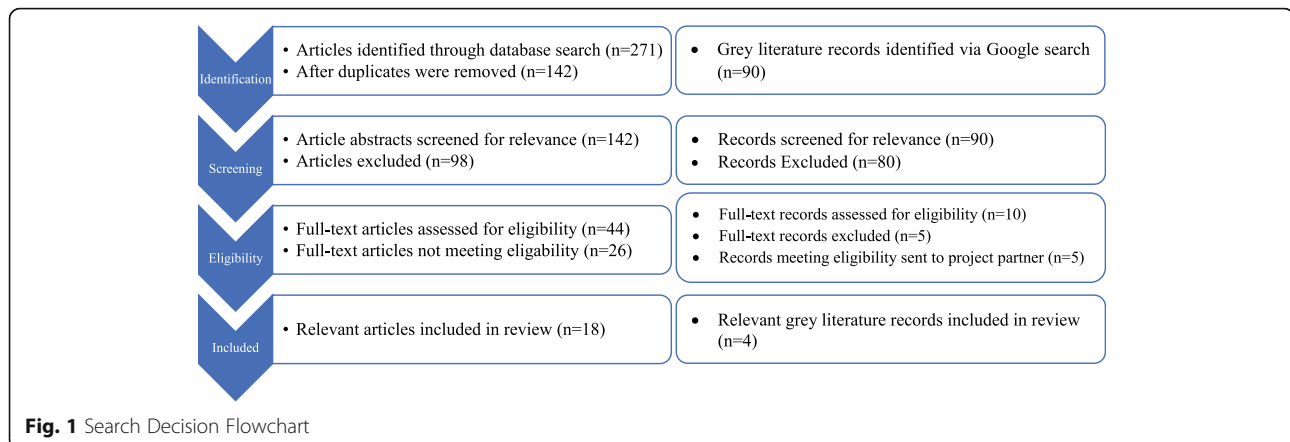 Identification
• Articles identified through database search (n=271)
• After duplicates were removed (n=142)
• Grey literature records identified via Google search
(n=90)
Screening
• Article abstracts screened for relevance (n=142)
• Articles excluded (n=98)
• Records screened for relevance (n=90)
• Records Excluded (n=80)
Eligibility
• Full-text articles assessed for eligibility (n=44)
• Full-text articles not meeting eligability (n=26)
• Full-text records assessed for eligibility (n=10)
• Full-text records excluded (n=5)
• Records meeting eligibility sent to project partner (n=5)
Included
• Relevant articles included in review (n=18)
• Relevant grey literature records included in review
(n=4)
Fig. 1 Search Decision Flowchart